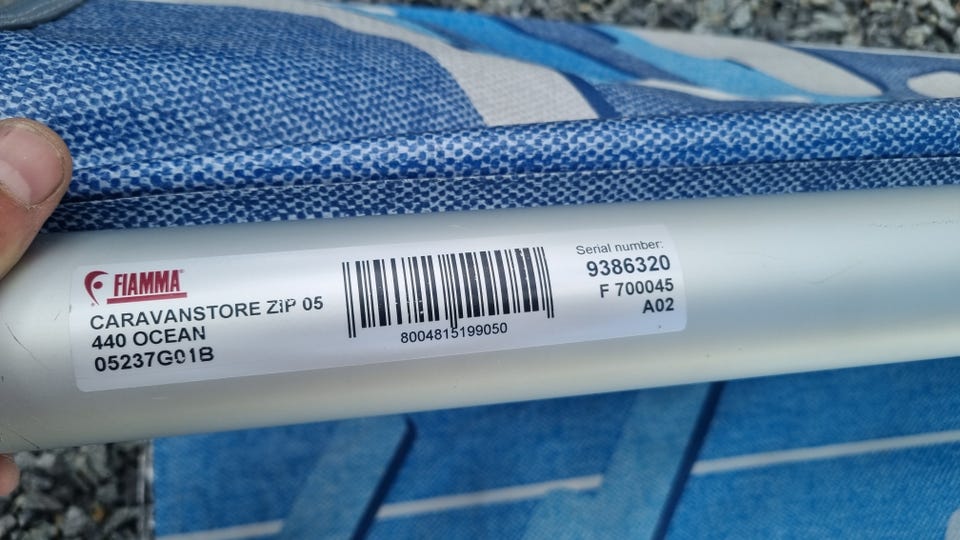 FIAMMA
CARAVANSTORE ZIP 05
440 OCEAN
05237G01B
8004815199050
Serial number:
9386320
F 700045
A02